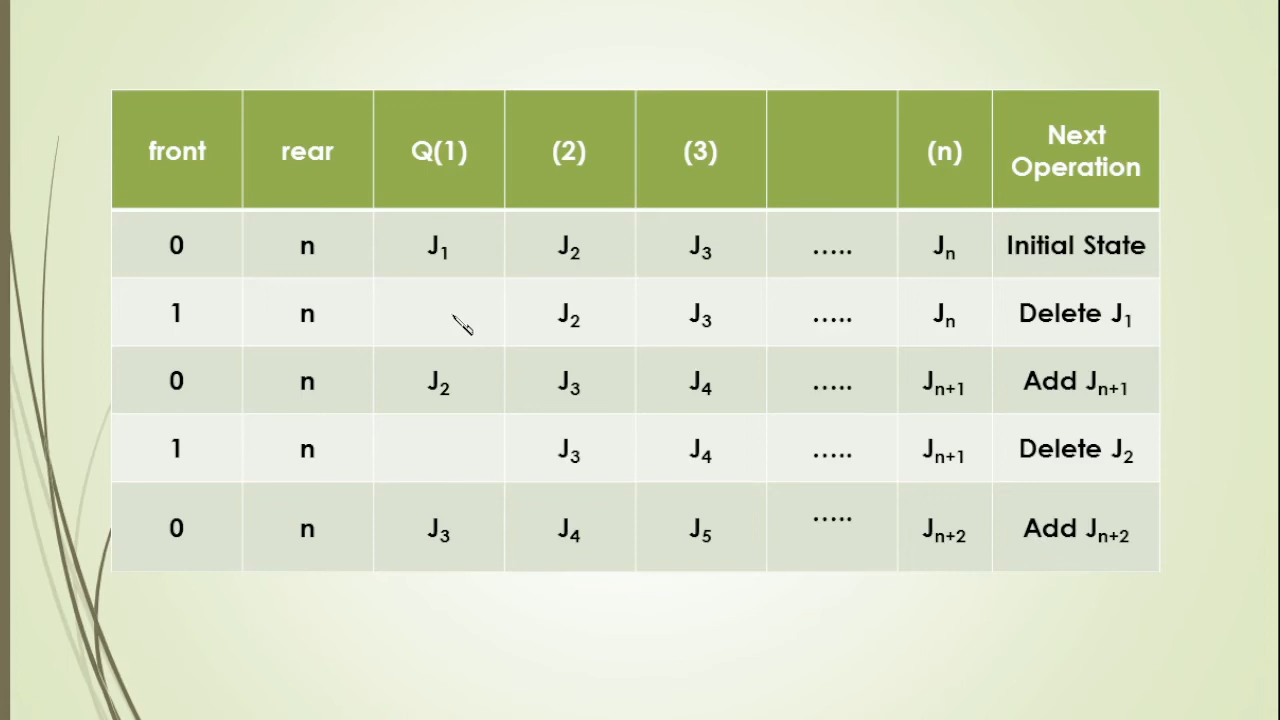 front rear Q(1) (2) (3) (n) Next Operation
0 n J₁ J₂ J₃ ..... Jₙ Initial State
1 n J₂ J₃ ..... Jₙ Delete J₁
0 n J₂ J₃ J₄ ..... Jₙ₊₁ Add Jₙ₊₁
1 n J₃ J₄ ..... Jₙ₊₁ Delete J₂
0 n J₃ J₄ J₅ ..... Jₙ₊₂ Add Jₙ₊₂